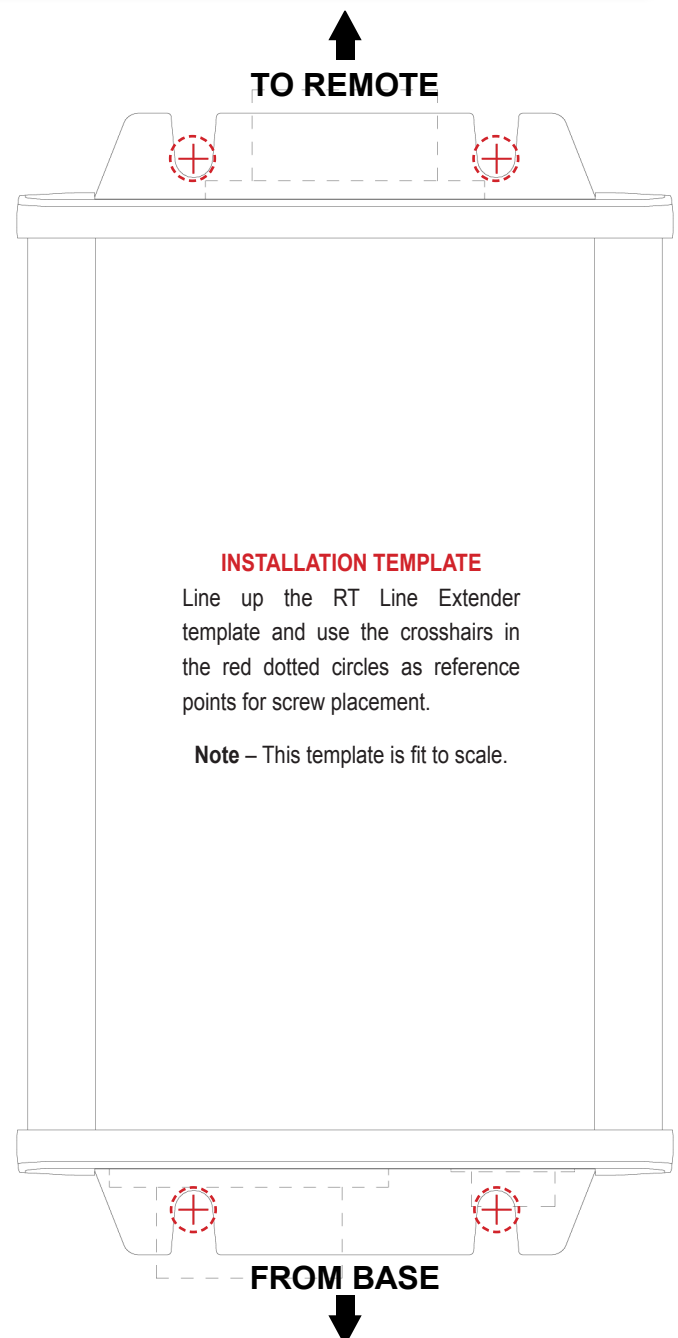 TO REMOTE
INSTALLATION TEMPLATE
Line up the RT Line Extender
template and use the crosshairs in
the red dotted circles as reference
points for screw placement.
Note – This template is fit to scale.
FROM BASE